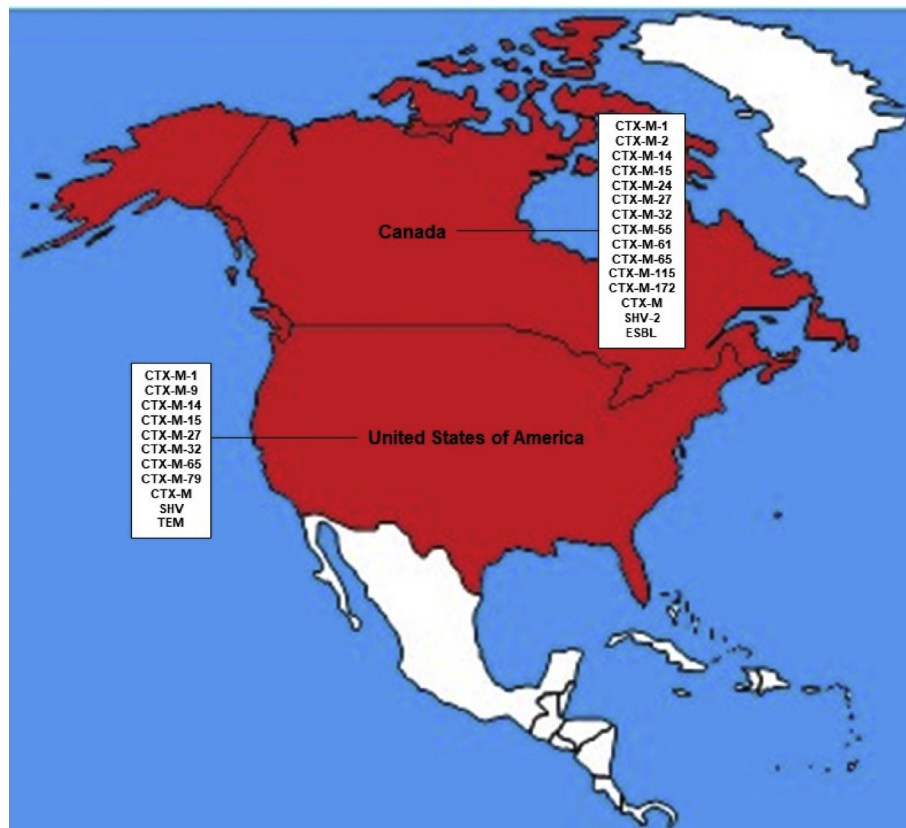 CTX-M-1
CTX-M-2
CTX-M-14
CTX-M-15
CTX-M-24
CTX-M-27
CTX-M-32
CTX-M-55
CTX-M-61
CTX-M-65
CTX-M-115
CTX-M-172
CTX-M
SHV-2
ESBL
Canada
CTX-M-1
CTX-M-9
CTX-M-14
CTX-M-15
CTX-M-27
CTX-M-32
CTX-M-65
CTX-M-79
CTX-M
SHV
TEM
United States of America